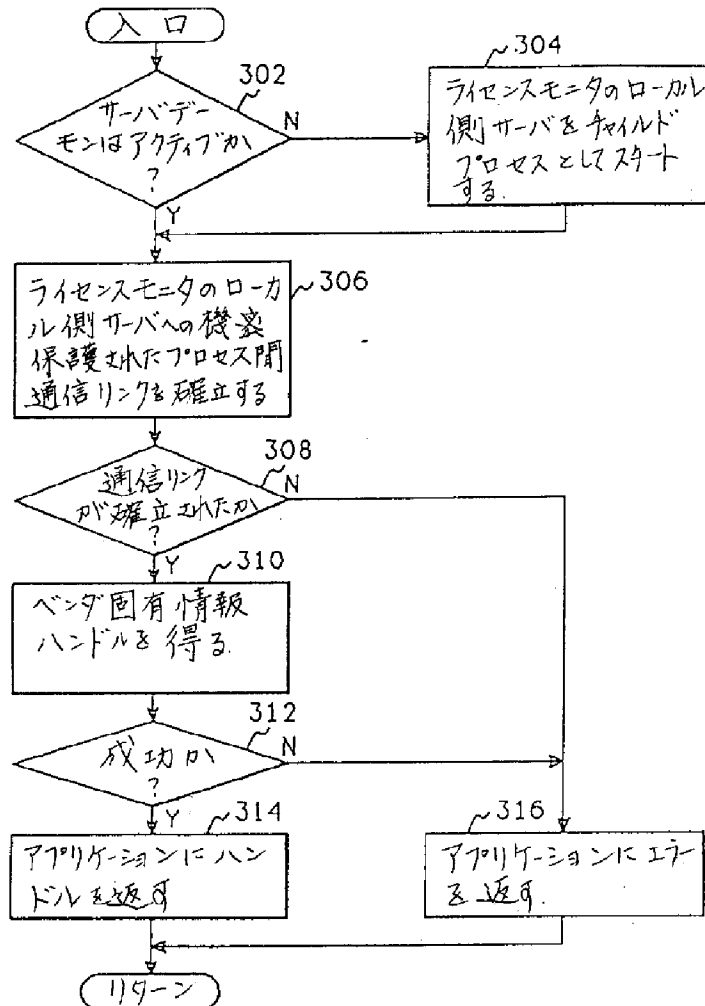 入口
302
サーバデー
モンはアクティブか
?
N
Y
304
ライセンスモニタのローカル
側サーバをチャイルド
プロセスとしてスタート
する.
306
ライセンスモニタのローカ
ル側サーバへの機密
保護されたプロセス間
通信リンクを確立する
308
通信リンク
が確立されたか
?
N
Y
310
ベンダ固有情報
ハンドルを得る.
312
成功か
?
N
Y
314
アプリケーションにハン
ドルを返す
316
アプリケーションにエラー
を返す.
リターン